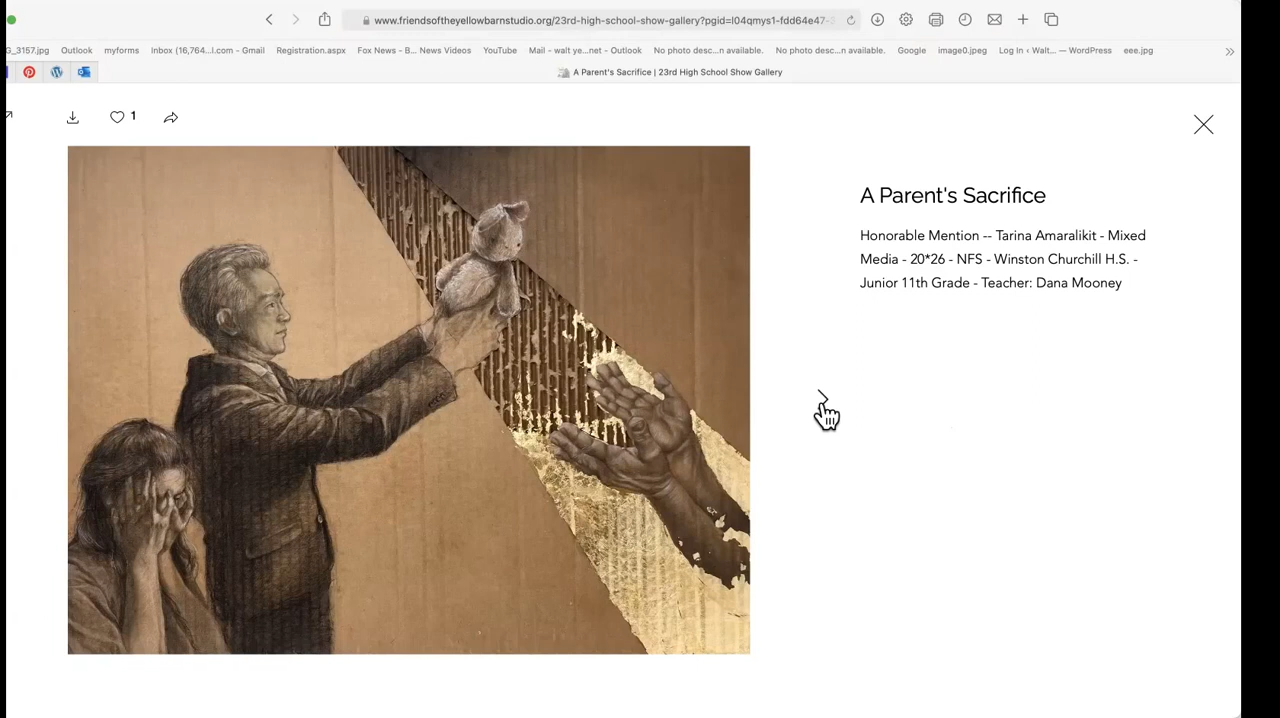 www.friendsoftheyellowbarnstudio.org/23rd-high-school-show-gallery?pgid=l04qmys1-fdd64e47-3
G_3157.jpg Outlook myforms Inbox (16,764...l.com - Gmail Registration.aspx Fox News - B... News Videos YouTube Mail - walt ye...net - Outlook No photo desc...n available. No photo desc...n available. Google image0.jpeg Log In ‹ Walt... — WordPress eee.jpg
A Parent's Sacrifice | 23rd High School Show Gallery
1
A Parent's Sacrifice
Honorable Mention -- Tarina Amaralikit - Mixed
Media - 20*26 - NFS - Winston Churchill H.S. -
Junior 11th Grade - Teacher: Dana Mooney